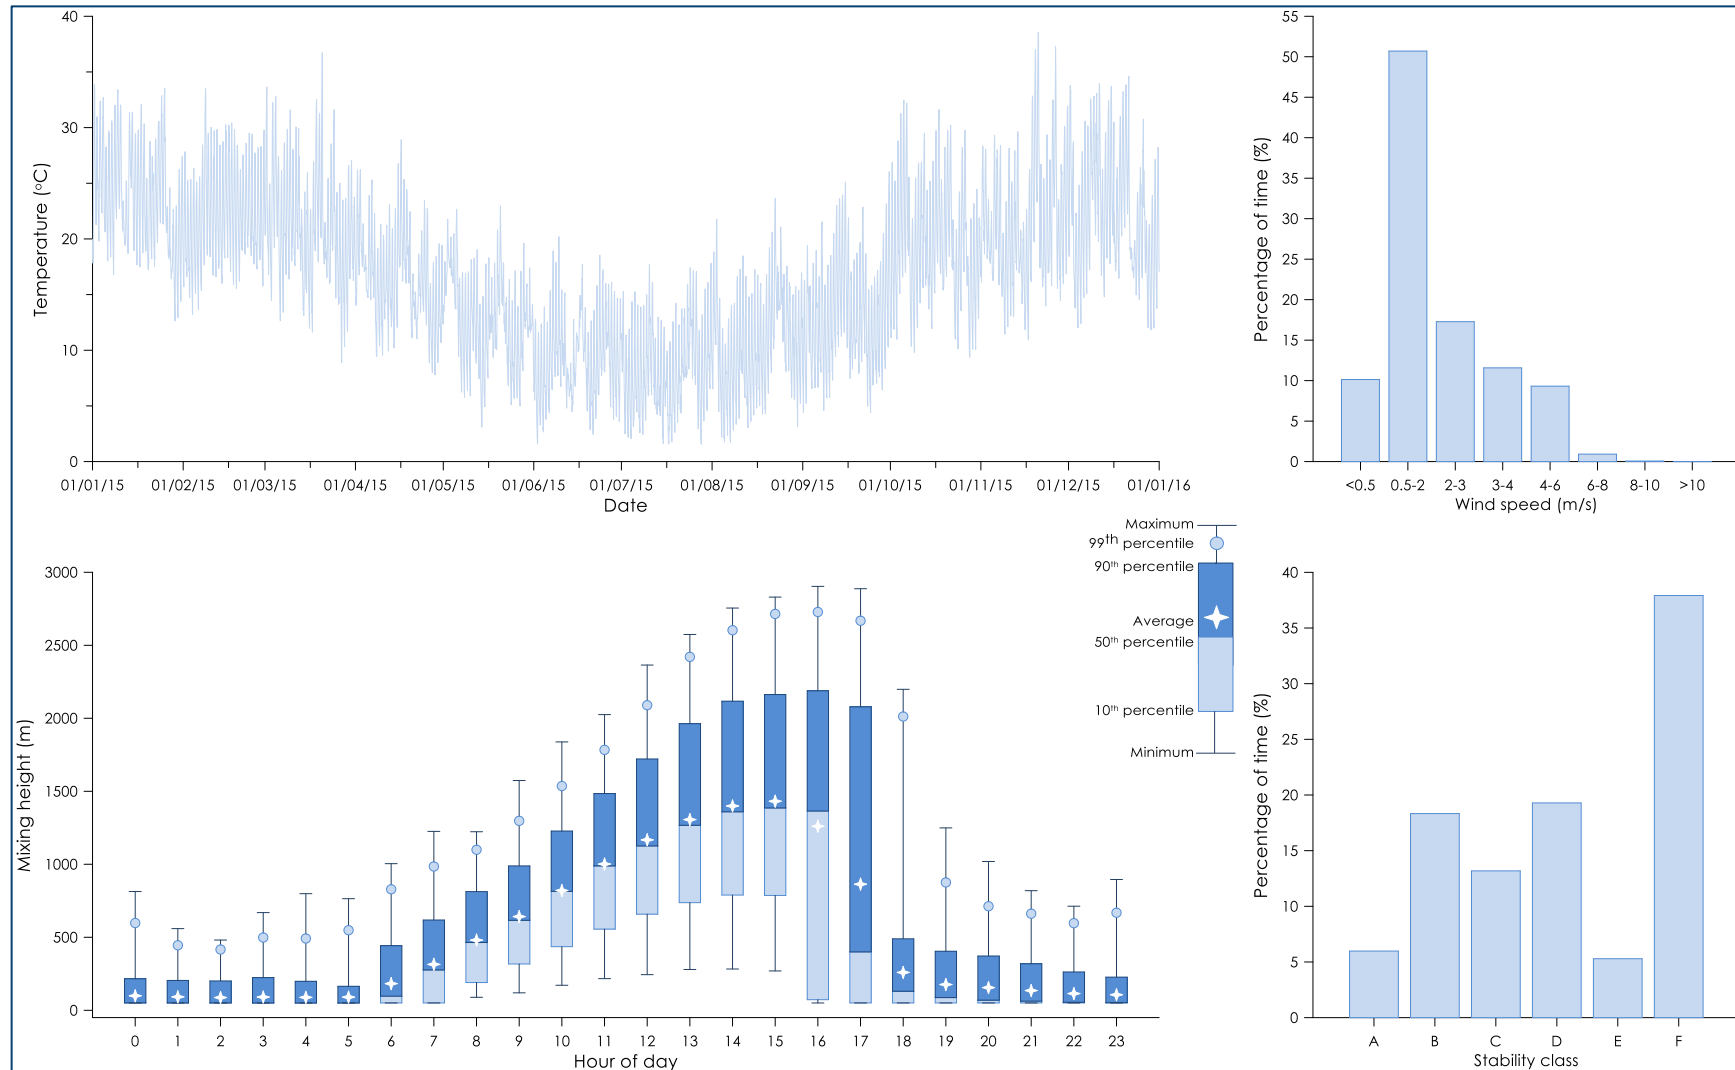 40
30
20
10
0
Temperature (°C)
01/01/15 01/02/15 01/03/15 01/04/15 01/05/15 01/06/15 01/07/15 01/08/15 01/09/15 01/10/15 01/11/15 01/12/15 01/01/16
Date
55
50
45
40
35
30
25
20
15
10
5
0
Percentage of time (%)
<0.5 0.5-2 2-3 3-4 4-6 6-8 8-10 >10
Wind speed (m/s)
3000
2500
2000
1500
1000
500
0
Mixing height (m)
0 1 2 3 4 5 6 7 8 9 10 11 12 13 14 15 16 17 18 19 20 21 22 23
Hour of day
Maximum
99th percentile
90th percentile
Average
50th percentile
10th percentile
Minimum
40
35
30
25
20
15
10
5
0
Percentage of time (%)
A B C D E F
Stability class